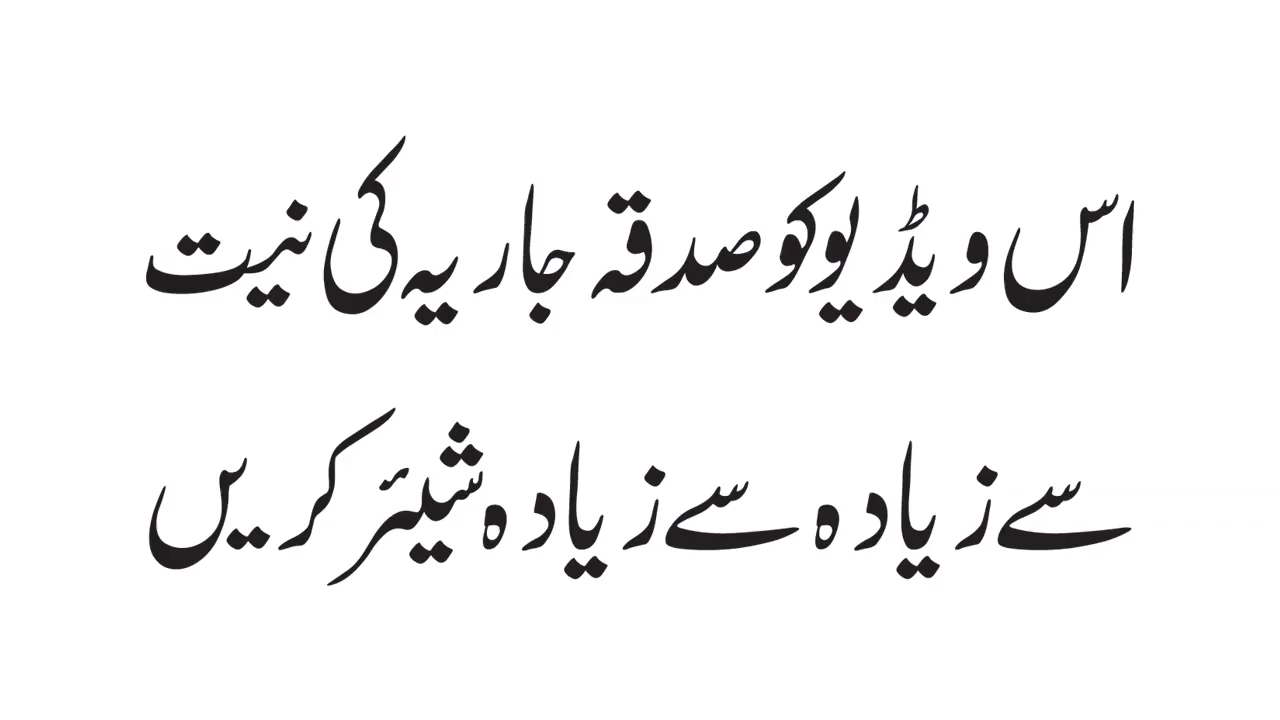 اس ویڈیو کو صدقہ جاریہ کی نیت
سے زیادہ سے زیادہ شیئر کریں